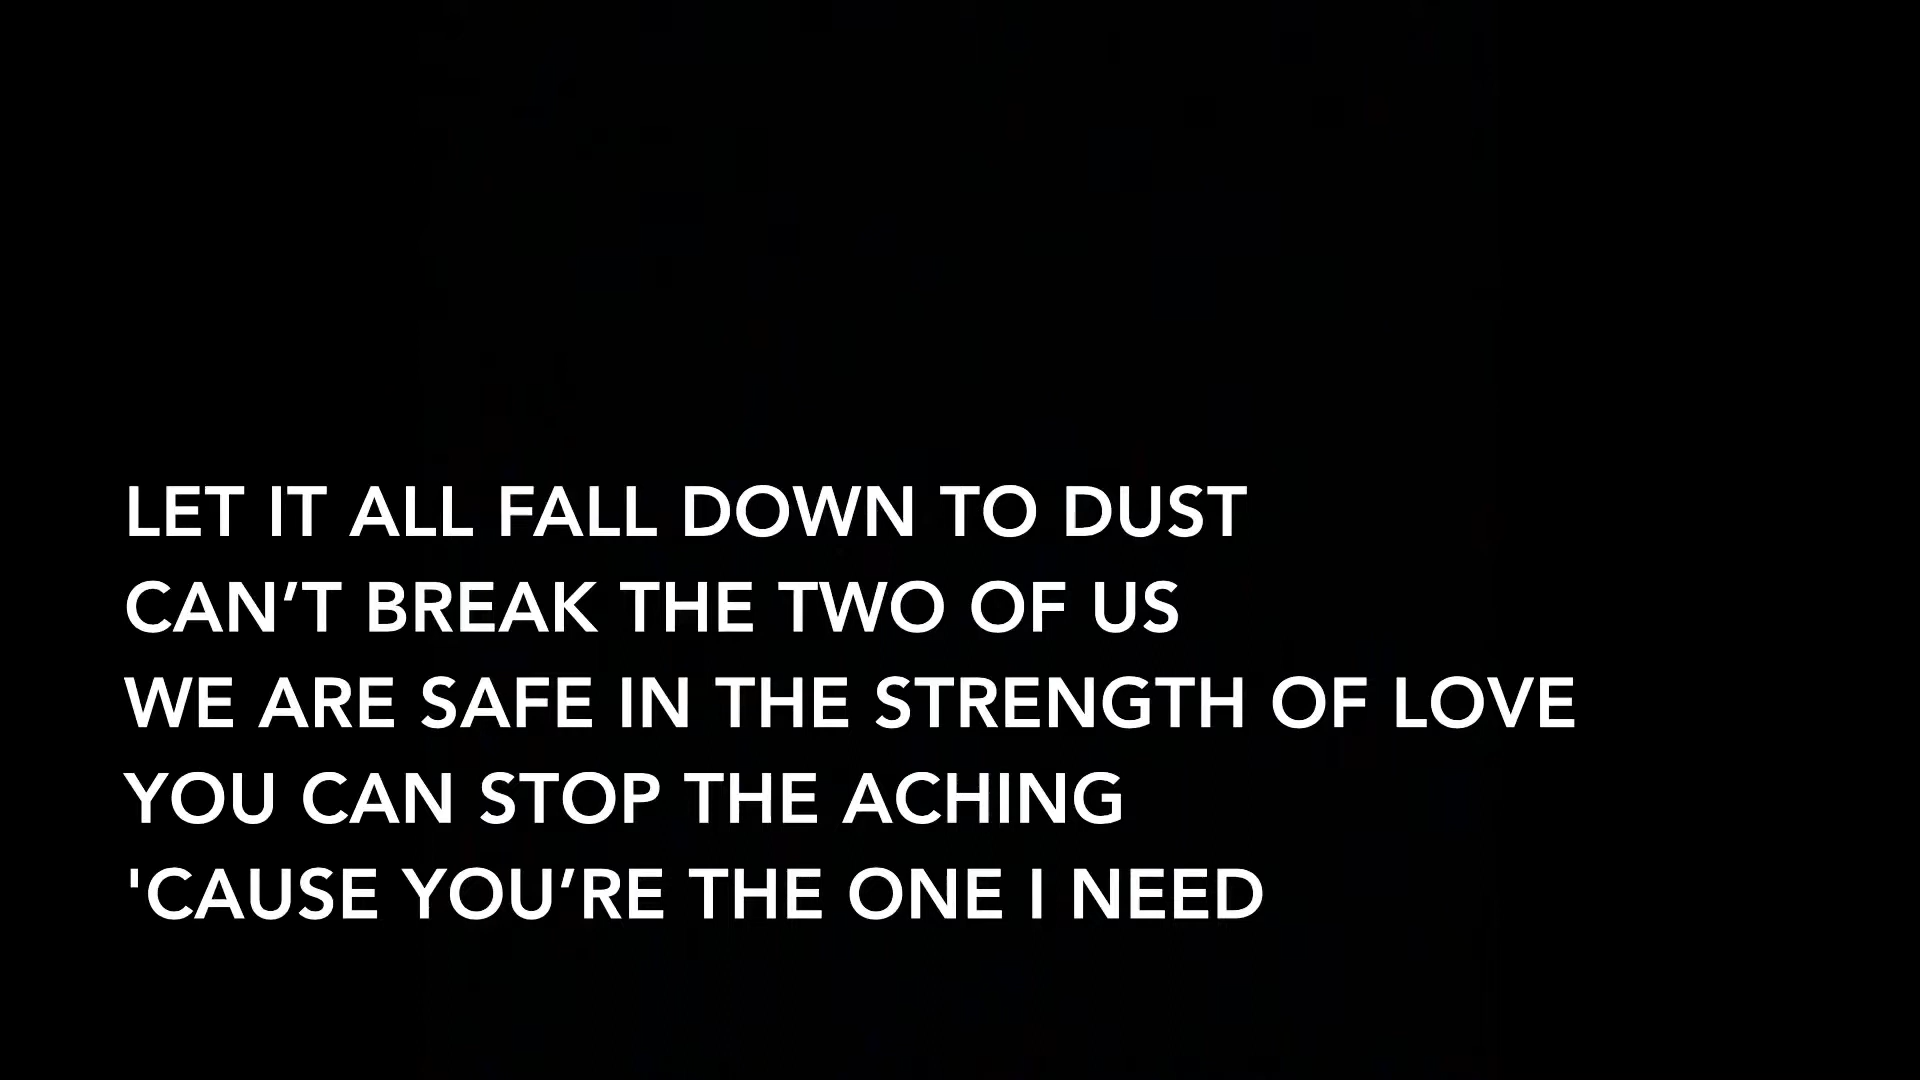 LET IT ALL FALL DOWN TO DUST
CAN’T BREAK THE TWO OF US
WE ARE SAFE IN THE STRENGTH OF LOVE
YOU CAN STOP THE ACHING
'CAUSE YOU’RE THE ONE I NEED